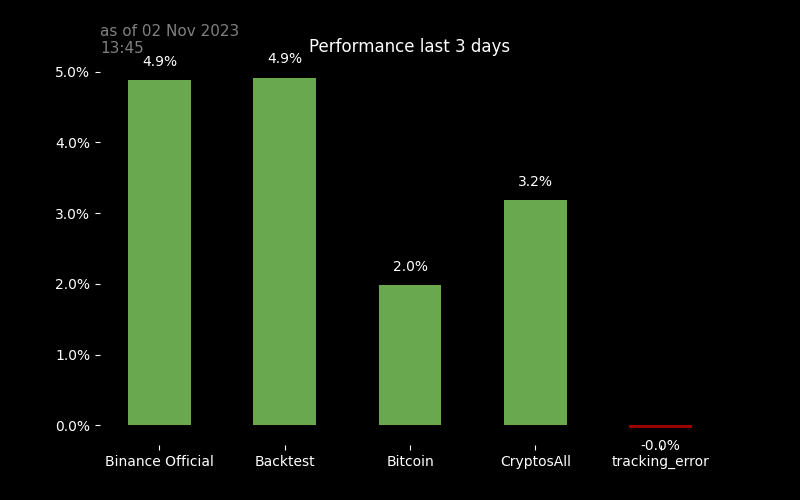 as of 02 Nov 2023
13:45
Performance last 3 days
4.9%
4.9%
2.0%
3.2%
-0.0%
5.0%
4.0%
3.0%
2.0%
1.0%
0.0%
Binance Official
Backtest
Bitcoin
CryptosAll
tracking_error